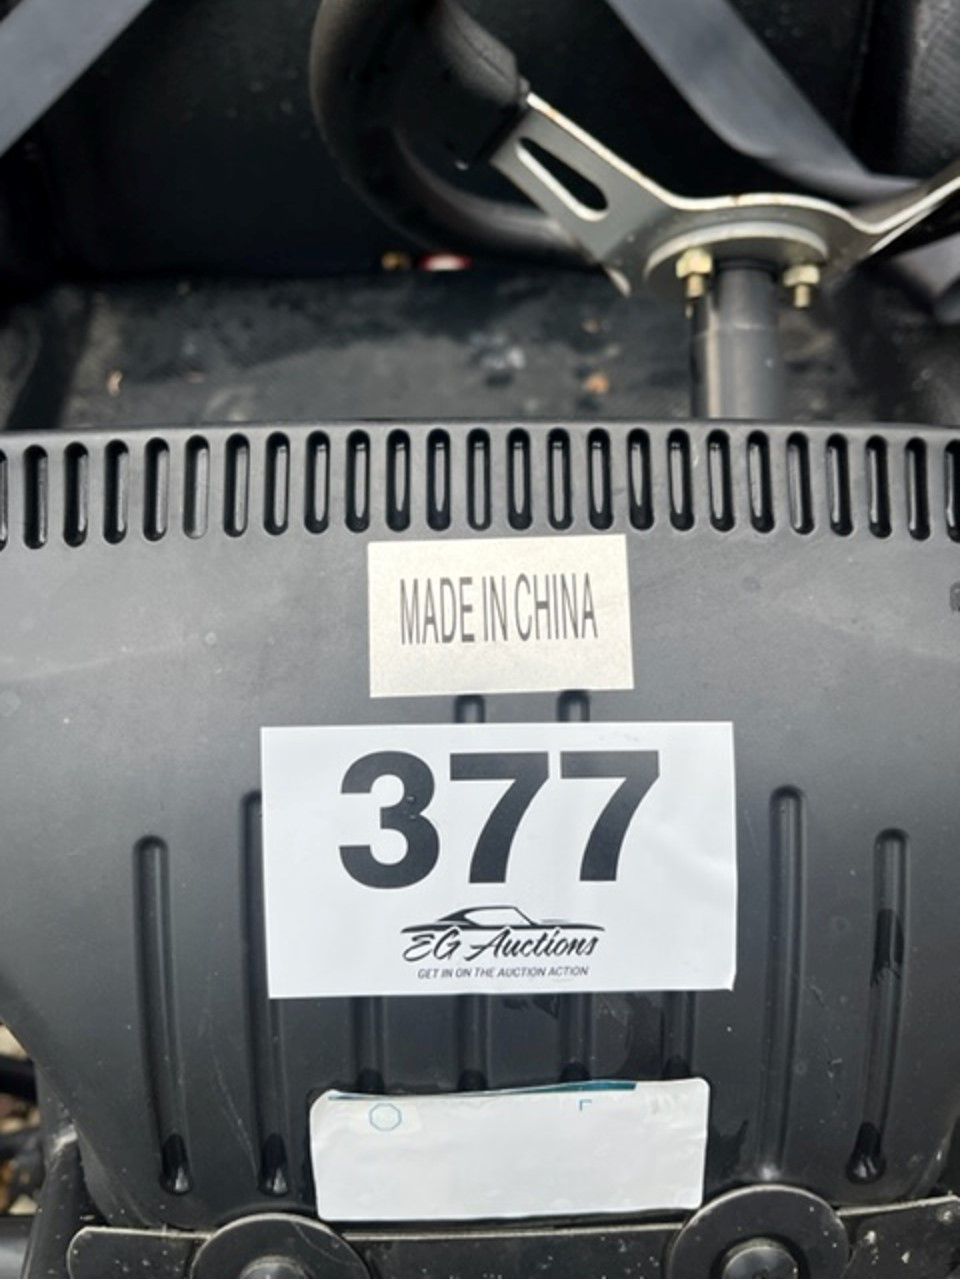 MADE IN CHINA
377
EG Auctions
GET IN ON THE AUCTION ACTION